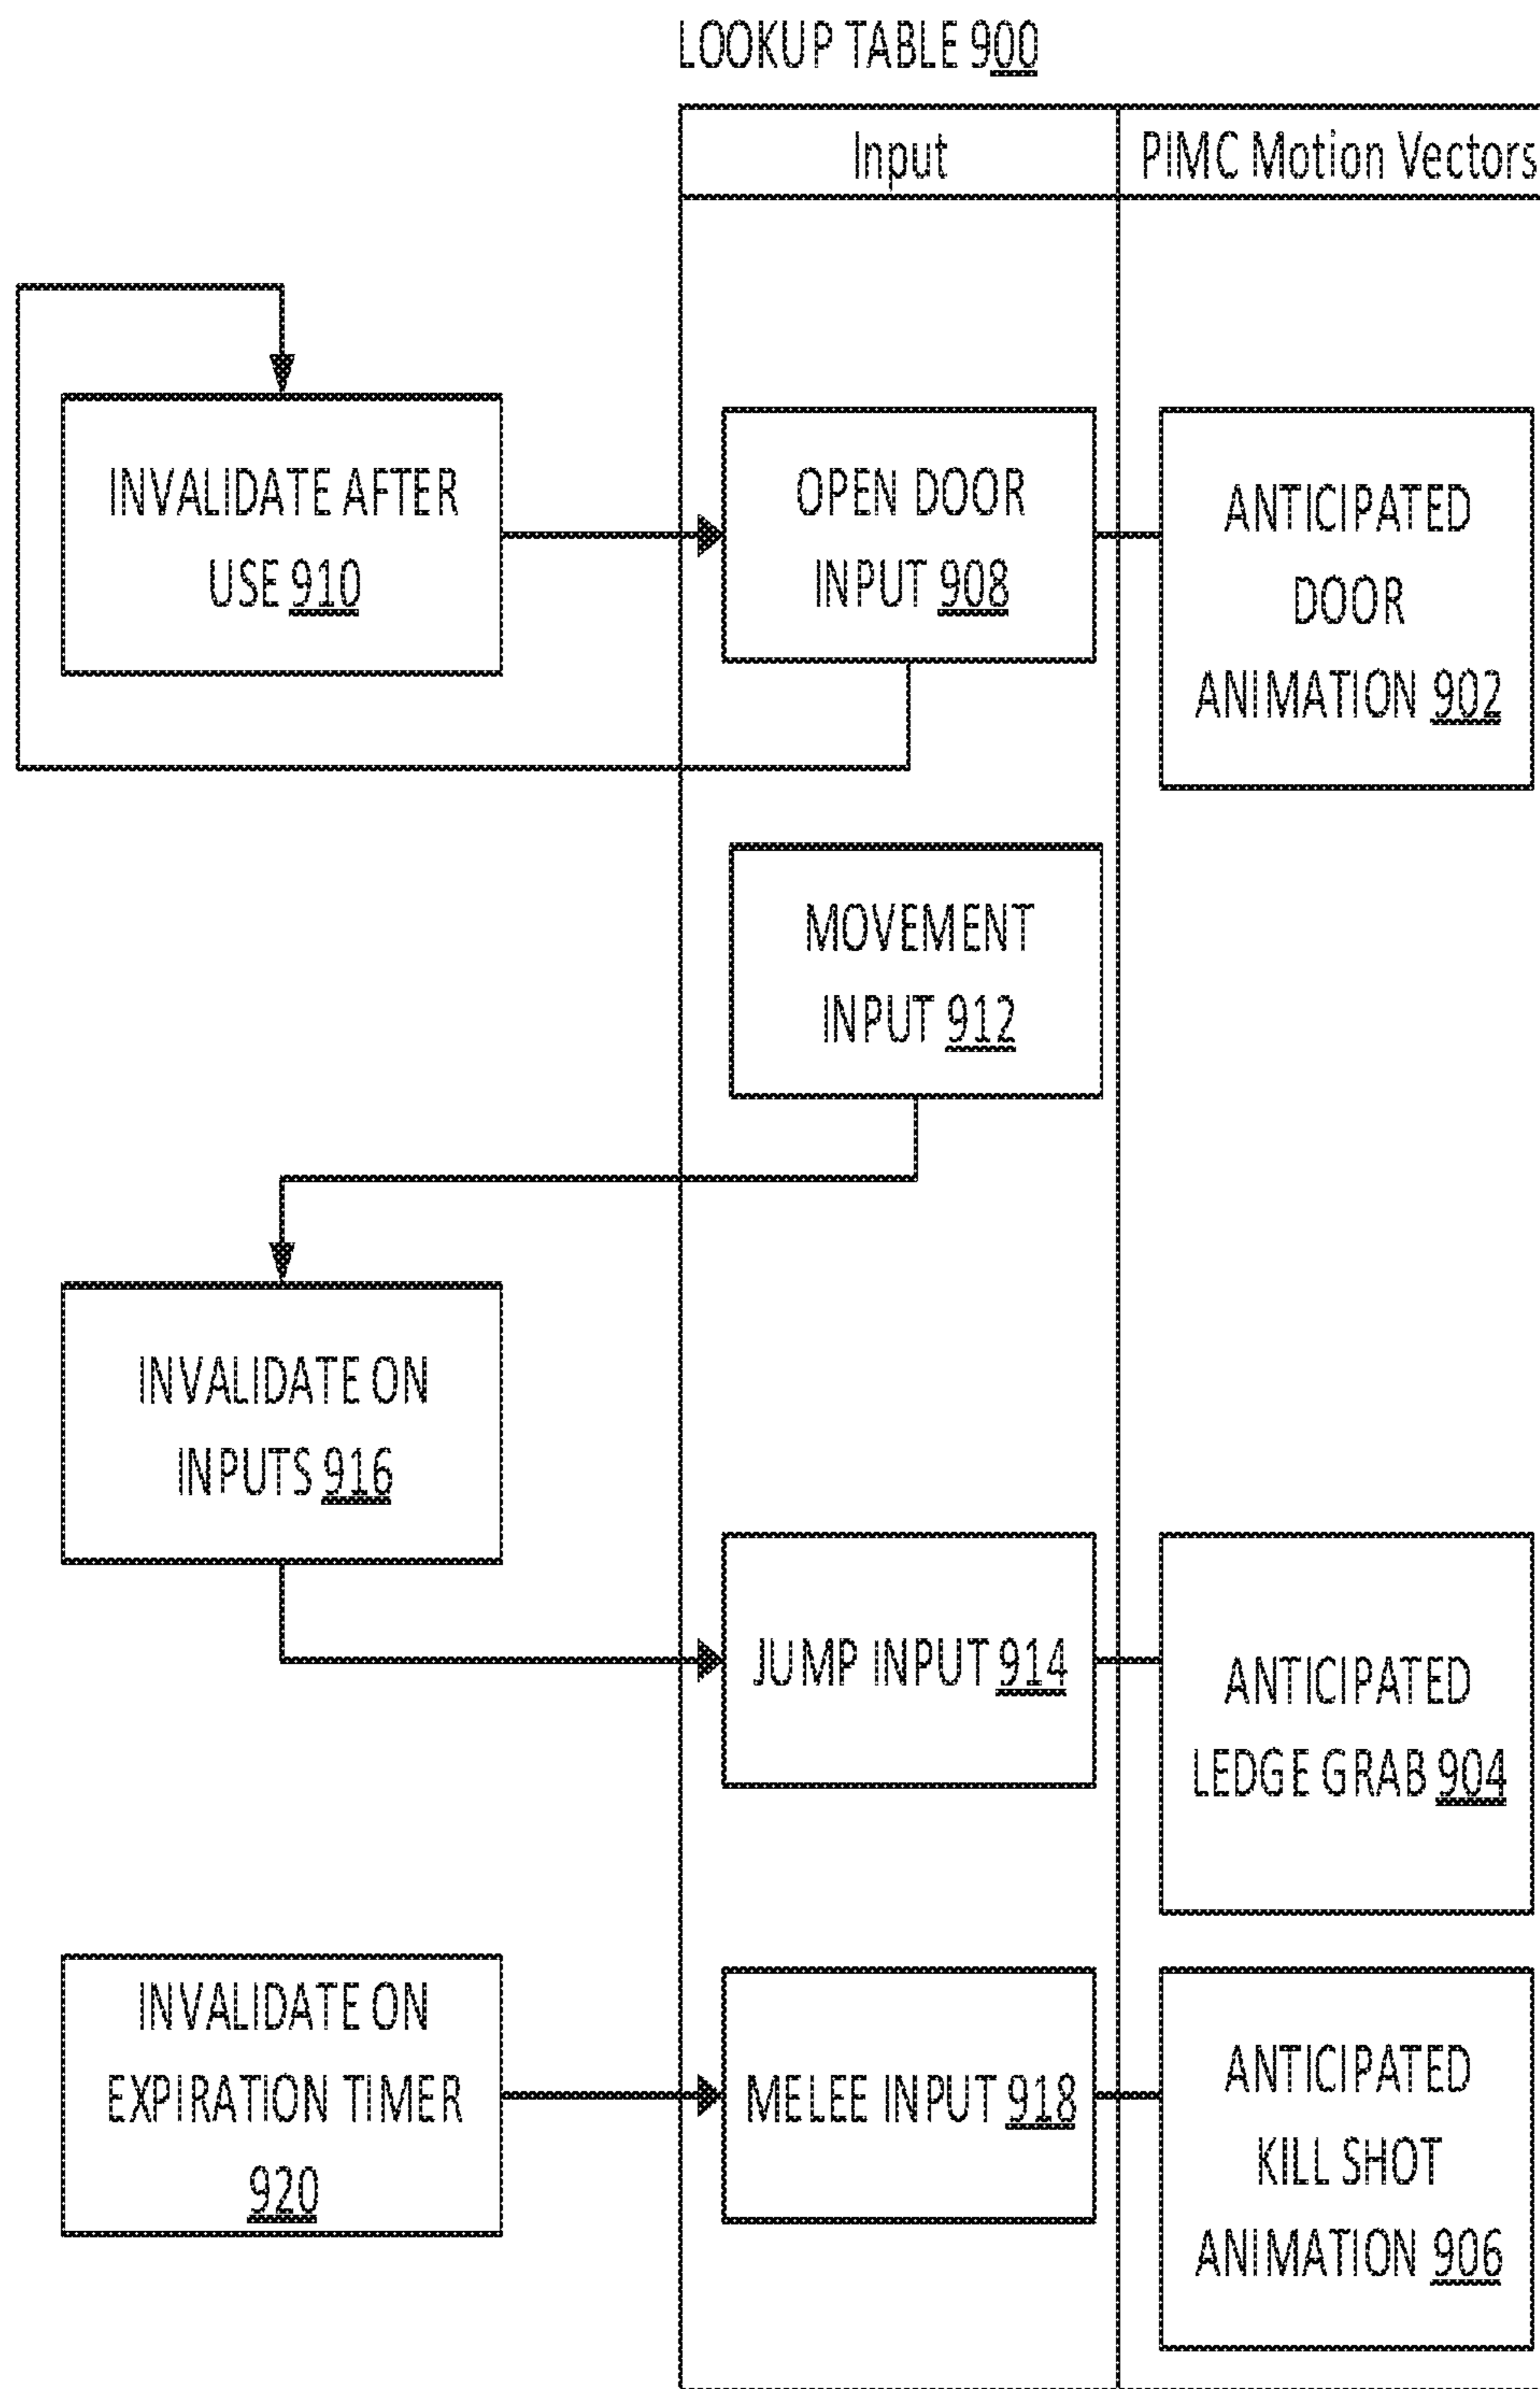 LOOKUP TABLE 900
Input
PIMC Motion Vectors
INVALIDATE AFTER
USE 910
OPEN DOOR
INPUT 908
ANTICIPATED
DOOR
ANIMATION 902
MOVEMENT
INPUT 912
INVALIDATE ON
INPUTS 916
JUMP INPUT 914
ANTICIPATED
LEDGE GRAB 904
INVALIDATE ON
EXPIRATION TIMER
920
MELEE INPUT 918
ANTICIPATED
KILL SHOT
ANIMATION 906